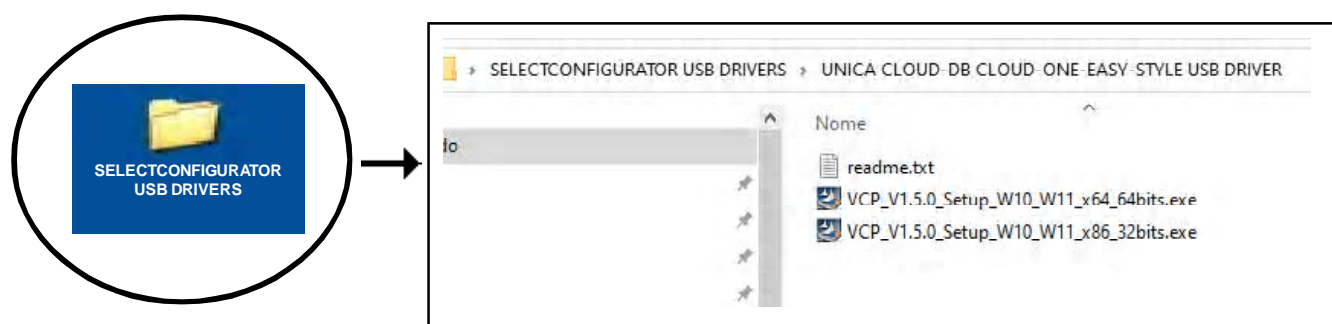 SELECTCONFIGURATOR
USB DRIVERS
› SELECTCONFIGURATOR USB DRIVERS › UNICA CLOUD-DB CLOUD-ONE-EASY-STYLE USB DRIVER
do
Nome
readme.txt
VCP_V1.5.0_Setup_W10_W11_x64_64bits.exe
VCP_V1.5.0_Setup_W10_W11_x86_32bits.exe